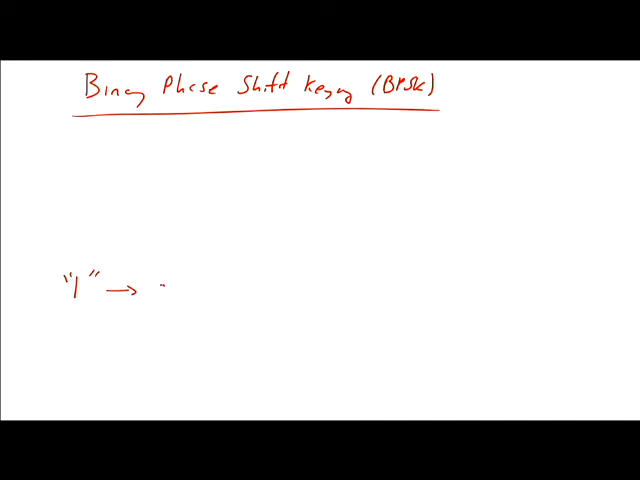 Binary Phase Shift Keying (BPSK)
"1" →